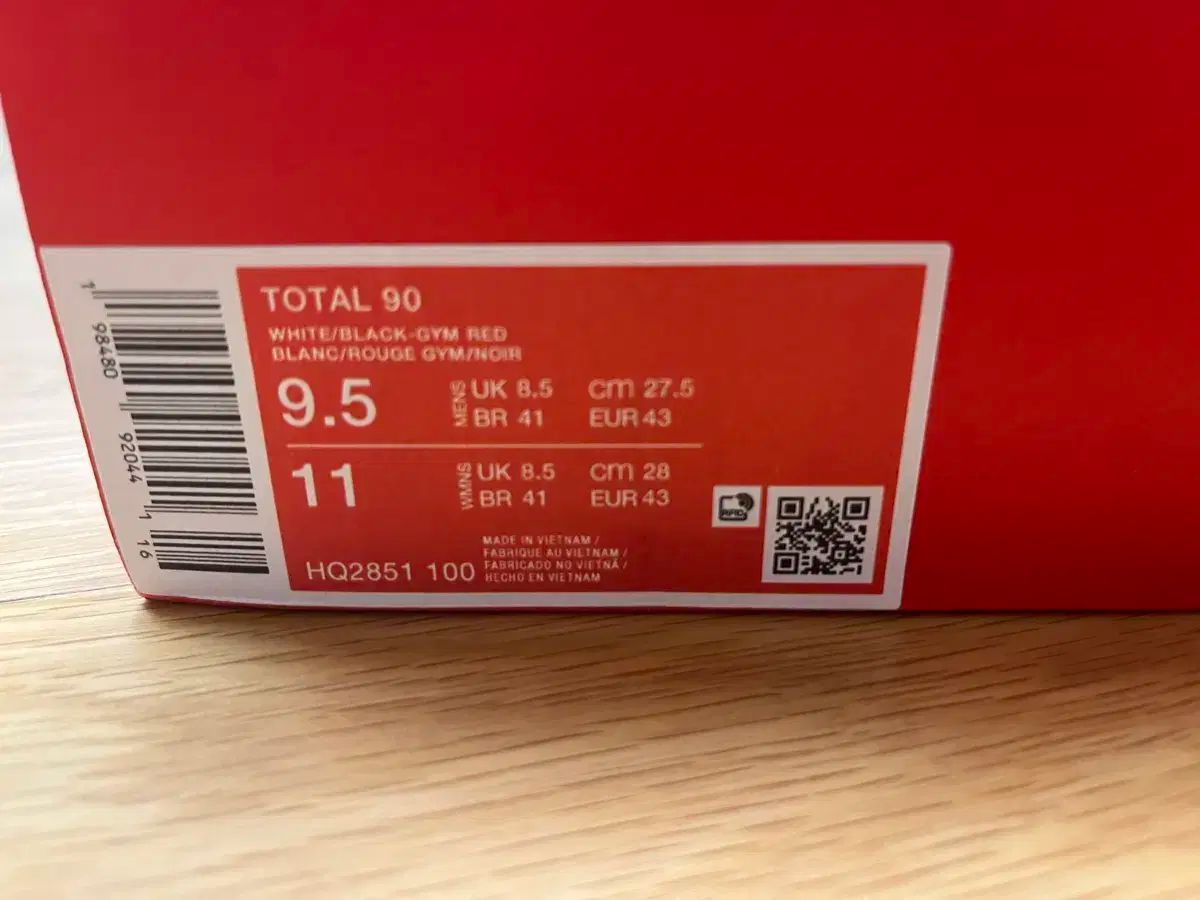 TOTAL 90
WHITE/BLACK-GYM RED
BLANC/ROUGE GYM/NOIR
9.5 MENS UK 8.5 cm 27.5
BR 41 EUR 43
11 WMNS UK 8.5 cm 28
BR 41 EUR 43
HQ2851 100
MADE IN VIETNAM /
FABRIQUE AU VIETNAM /
FABRICADO NO VIETNÃ /
HECHO EN VIETNAM
RFID
1 98480 92044 1 16